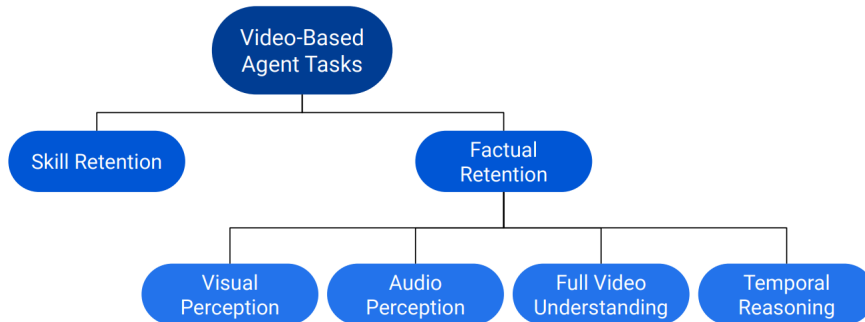 Video-Based
Agent Tasks
Skill Retention
Factual
Retention
Visual
Perception
Audio
Perception
Full Video
Understanding
Temporal
Reasoning